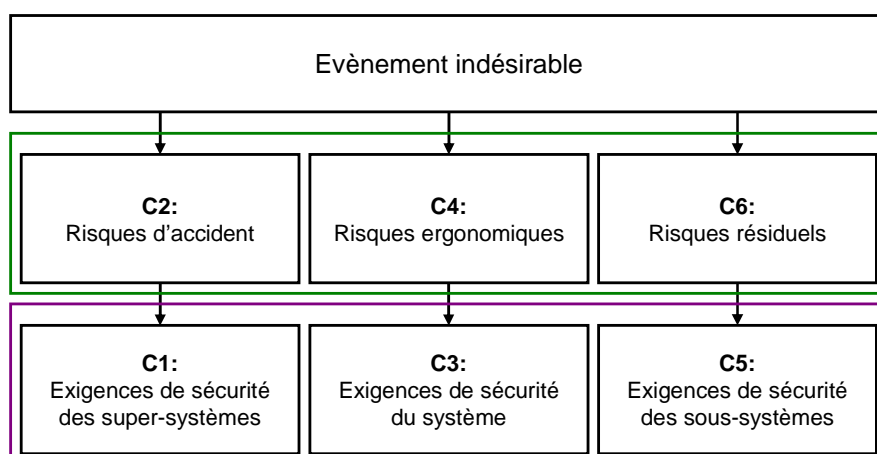 Evènement indésirable
C2:
Risques d'accident
C4:
Risques ergonomiques
C6:
Risques résiduels
C1:
Exigences de sécurité
des super-systèmes
C3:
Exigences de sécurité
du système
C5:
Exigences de sécurité
des sous-systèmes